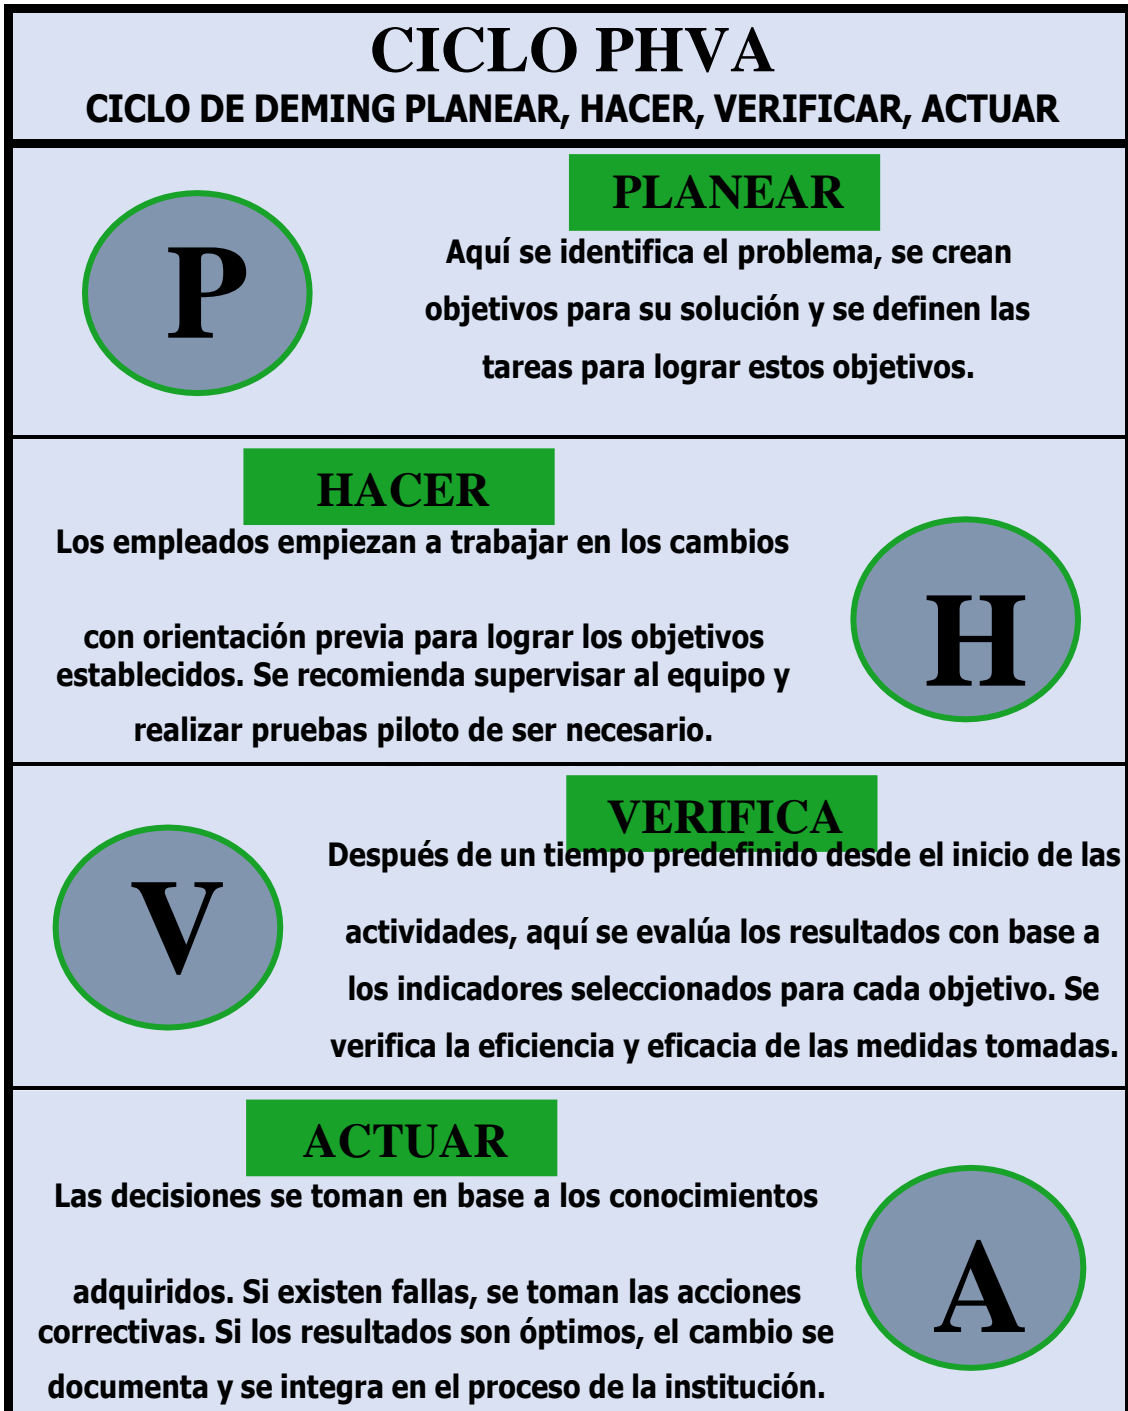 CICLO PHVA
CICLO DE DEMING PLANEAR, HACER, VERIFICAR, ACTUAR
P
PLANEAR
Aquí se identifica el problema, se crean
objetivos para su solución y se definen las
tareas para lograr estos objetivos.
HACER
Los empleados empiezan a trabajar en los cambios
con orientación previa para lograr los objetivos
establecidos. Se recomienda supervisar al equipo y
realizar pruebas piloto de ser necesario.
H
V
VERIFICA
Después de un tiempo predefinido desde el inicio de las
actividades, aquí se evalúa los resultados con base a
los indicadores seleccionados para cada objetivo. Se
verifica la eficiencia y eficacia de las medidas tomadas.
ACTUAR
Las decisiones se toman en base a los conocimientos
adquiridos. Si existen fallas, se toman las acciones
correctivas. Si los resultados son óptimos, el cambio se
documenta y se integra en el proceso de la institución.
A